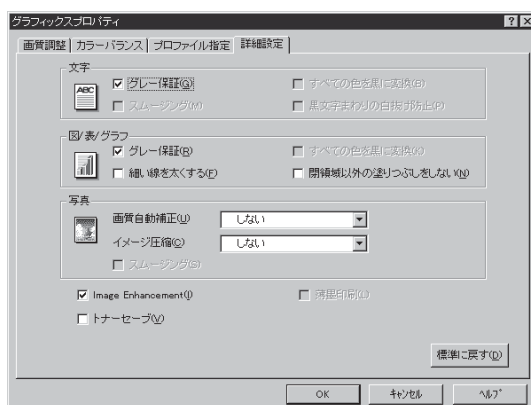 グラフィックスプロパティ
画質調整 カラーバランス プロファイル指定 詳細設定
文字
ABC
グレー保証(G) すべての色を黒に変換(B)
スムージング(M) 黒文字まわりの白抜け防止(P)
図/表/グラフ
グレー保証(R) すべての色を黒に変換(K)
細い線を太くする(F) 閉領域以外の塗りつぶしをしない(N)
写真
画質自動補正(U) しない
イメージ圧縮(C) しない
スムージング(S)
Image Enhancement(I) 薄墨印刷(L)
トナーセーブ(V)
標準に戻す(D)
OK キャンセル ヘルプ